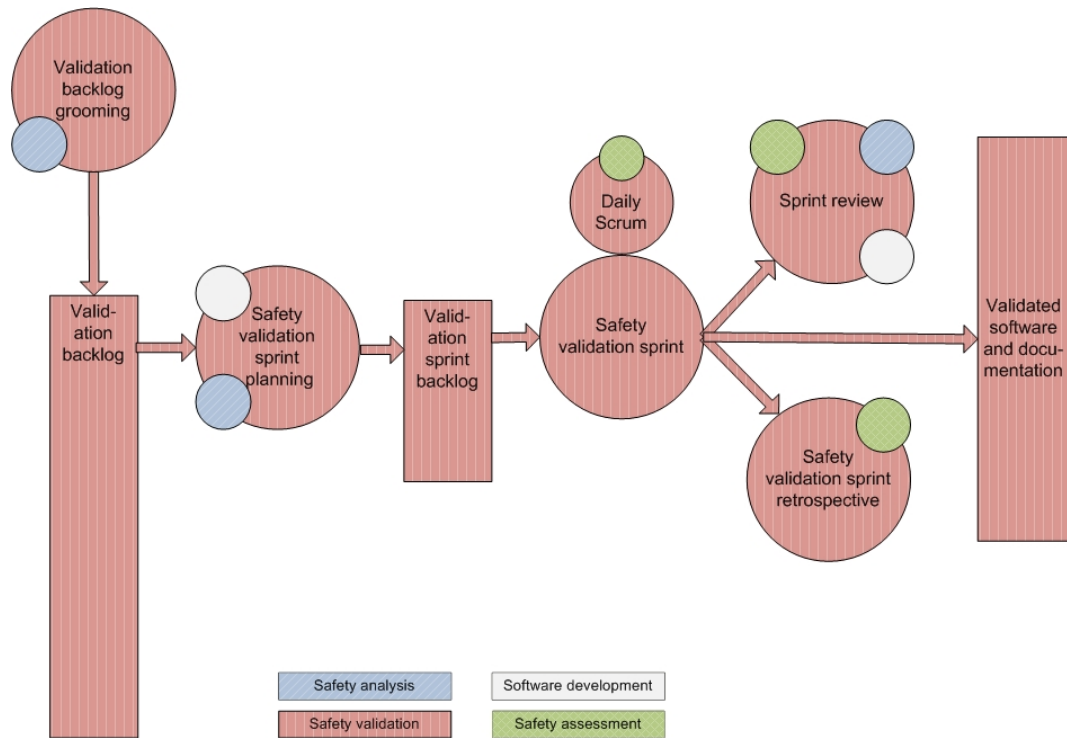 Validation
backlog
grooming
Valid-
ation
backlog
Safety
validation
sprint
planning
Valid-
ation
sprint
backlog
Daily
Scrum
Safety
validation sprint
Sprint review
Safety
validation sprint
retrospective
Validated
software
and docu-
mentation
Safety analysis
Software development
Safety validation
Safety assessment